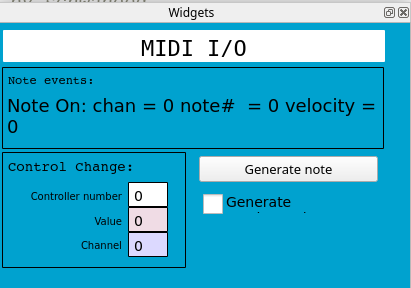 Widgets
MIDI I/O
Note events:
Note On: chan = 0 note#  = 0 velocity =
0
Control Change:
Controller number 0
Value 0
Channel 0
Generate note
Generate